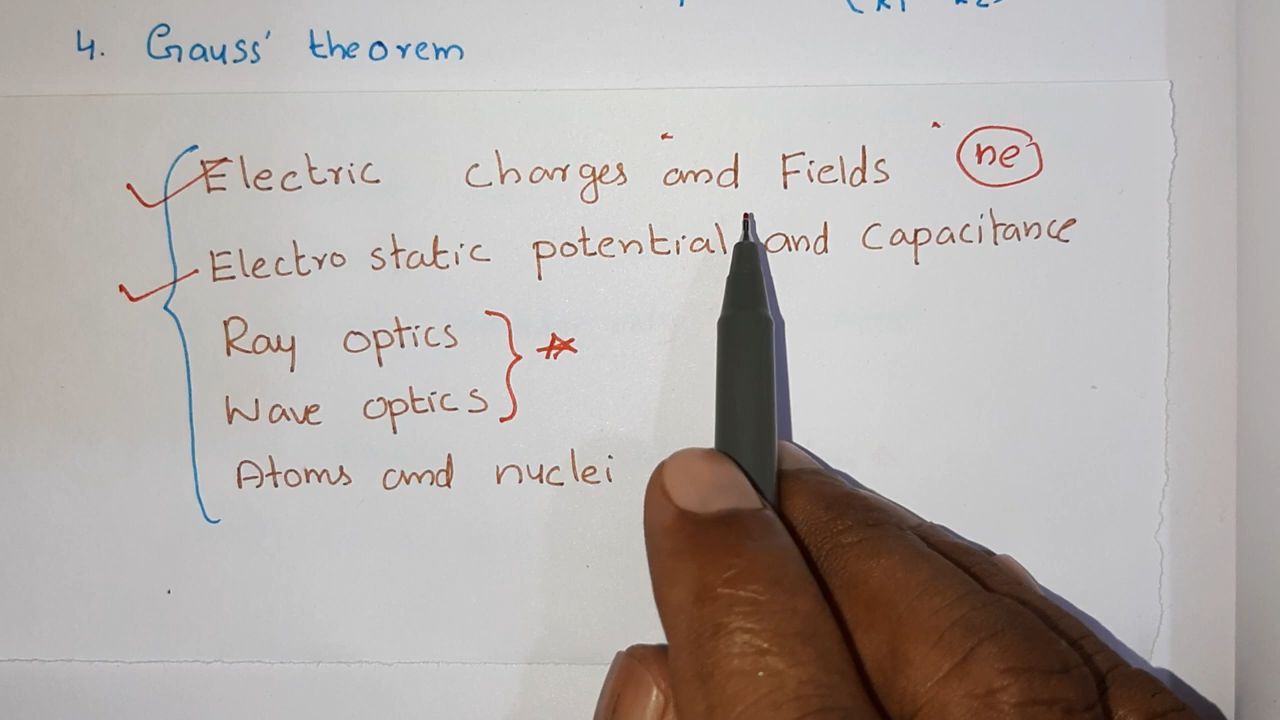 4. Gauss' theorem
Electric charges and Fields ne
Electro static potential and Capacitance
Ray optics
Wave optics
Atoms and nuclei